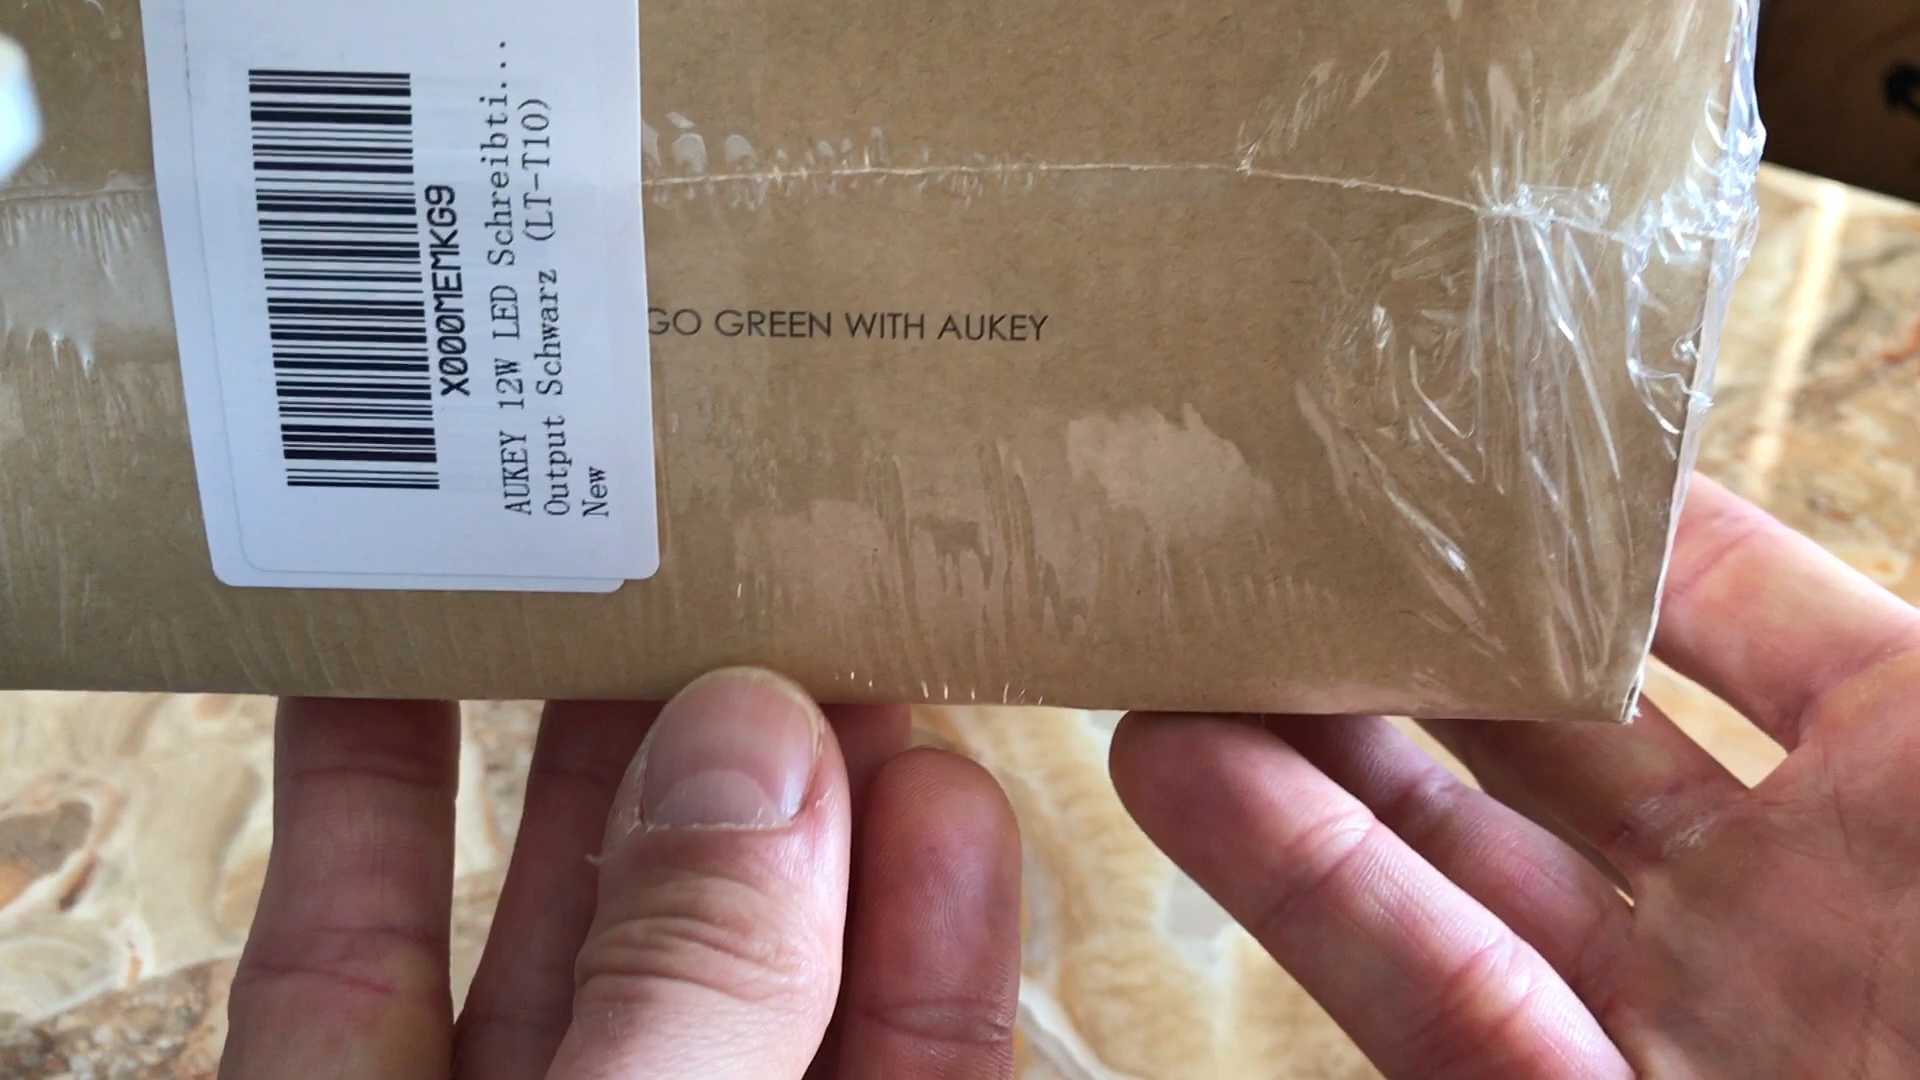 X000MEMKG9
AUKEY 12W LED Schreibti...
Output Schwarz (LT-T10)
New
GO GREEN WITH AUKEY